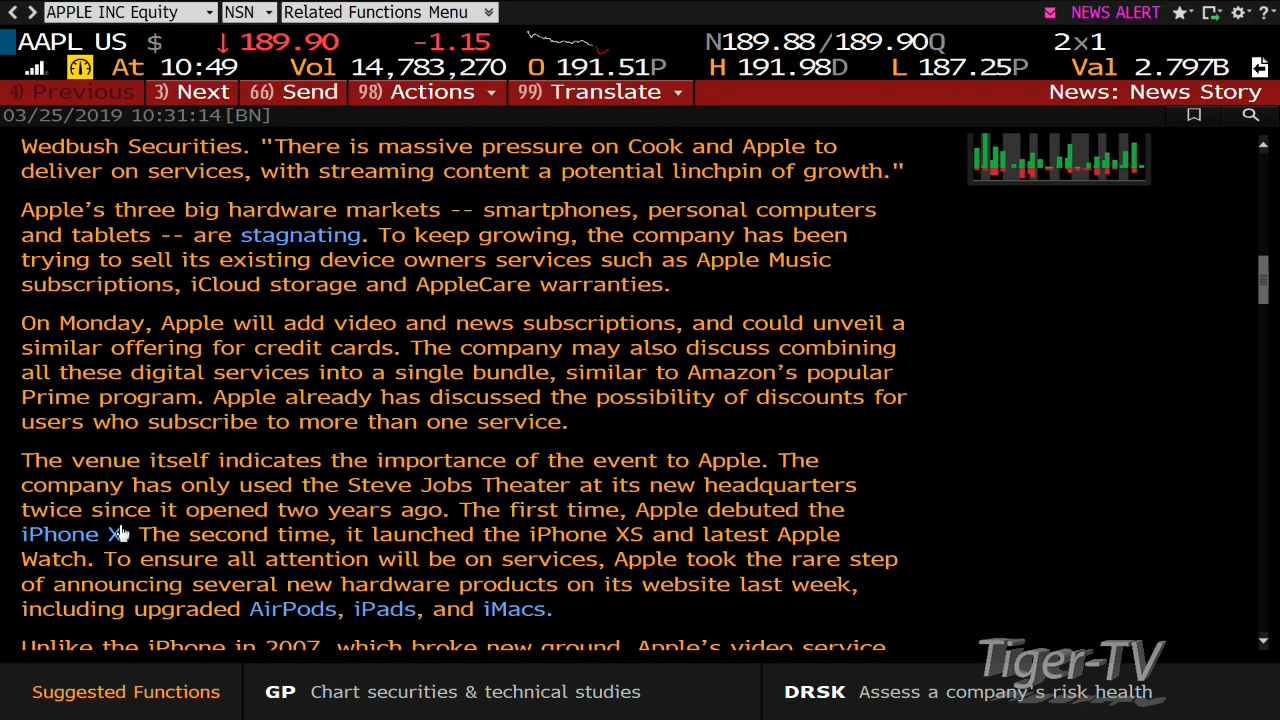 APPLE INC Equity NSN Related Functions Menu NEWS ALERT ?
AAPL US $ ↓189.90 -1.15 N189.88/189.90Q 2×1
At 10:49 Vol 14,783,270 O 191.51P H 191.98D L 187.25P Val 2.797B
4) Previous 3) Next 66) Send 98) Actions 99) Translate News: News Story
03/25/2019 10:31:14 [BN]
Wedbush Securities. "There is massive pressure on Cook and Apple to
deliver on services, with streaming content a potential linchpin of growth."
Apple's three big hardware markets -- smartphones, personal computers
and tablets -- are stagnating. To keep growing, the company has been
trying to sell its existing device owners services such as Apple Music
subscriptions, iCloud storage and AppleCare warranties.
On Monday, Apple will add video and news subscriptions, and could unveil a
similar offering for credit cards. The company may also discuss combining
all these digital services into a single bundle, similar to Amazon's popular
Prime program. Apple already has discussed the possibility of discounts for
users who subscribe to more than one service.
The venue itself indicates the importance of the event to Apple. The
company has only used the Steve Jobs Theater at its new headquarters
twice since it opened two years ago. The first time, Apple debuted the
iPhone X. The second time, it launched the iPhone XS and latest Apple
Watch. To ensure all attention will be on services, Apple took the rare step
of announcing several new hardware products on its website last week,
including upgraded AirPods, iPads, and iMacs.
Unlike the iPhone in 2007, which broke new ground, Apple's video service
Tiger-TV
Suggested Functions GP Chart securities & technical studies DRSK Assess a company's risk health